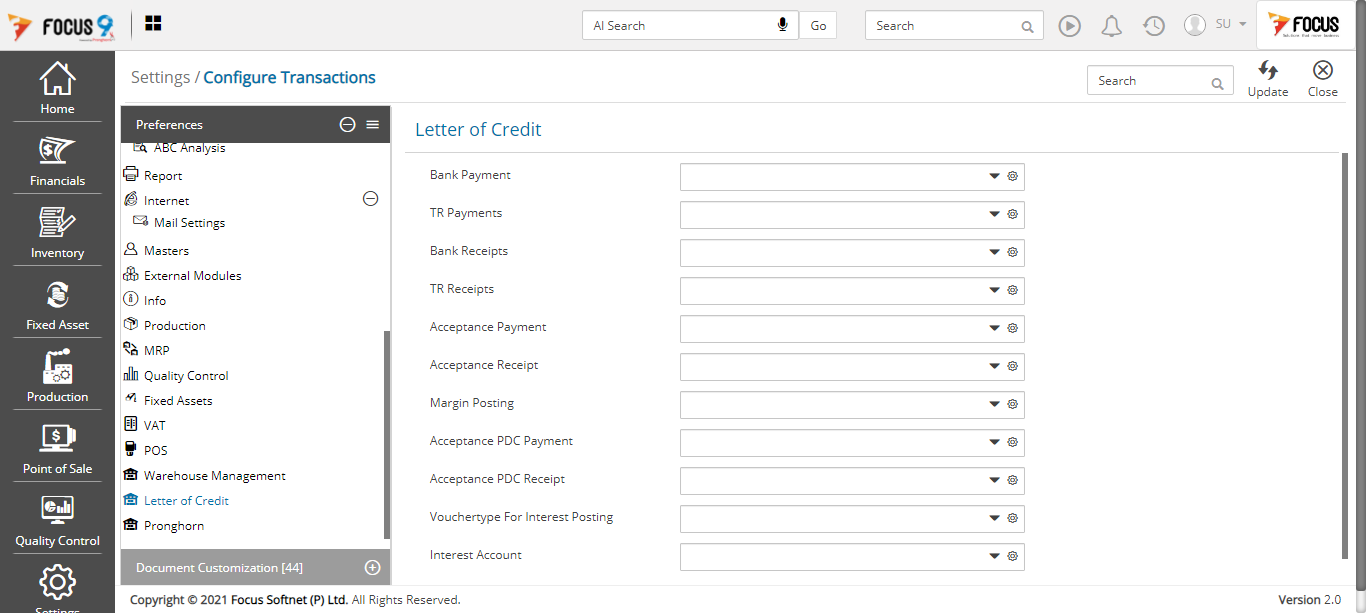 FOCUS 9
AI Search
Go
Search
SU
FOCUS
Home
Financials
Inventory
Fixed Asset
Production
Point of Sale
Quality Control
Settings
Settings / Configure Transactions
Search
Update
Close
Preferences
ABC Analysis
Report
Internet
Mail Settings
Masters
External Modules
Info
Production
MRP
Quality Control
Fixed Assets
VAT
POS
Warehouse Management
Letter of Credit
Pronghorn
Document Customization [44]
Letter of Credit
Bank Payment
TR Payments
Bank Receipts
TR Receipts
Acceptance Payment
Acceptance Receipt
Margin Posting
Acceptance PDC Payment
Acceptance PDC Receipt
Vouchertype For Interest Posting
Interest Account
Copyright © 2021 Focus Softnet (P) Ltd. All Rights Reserved.
Version 2.0